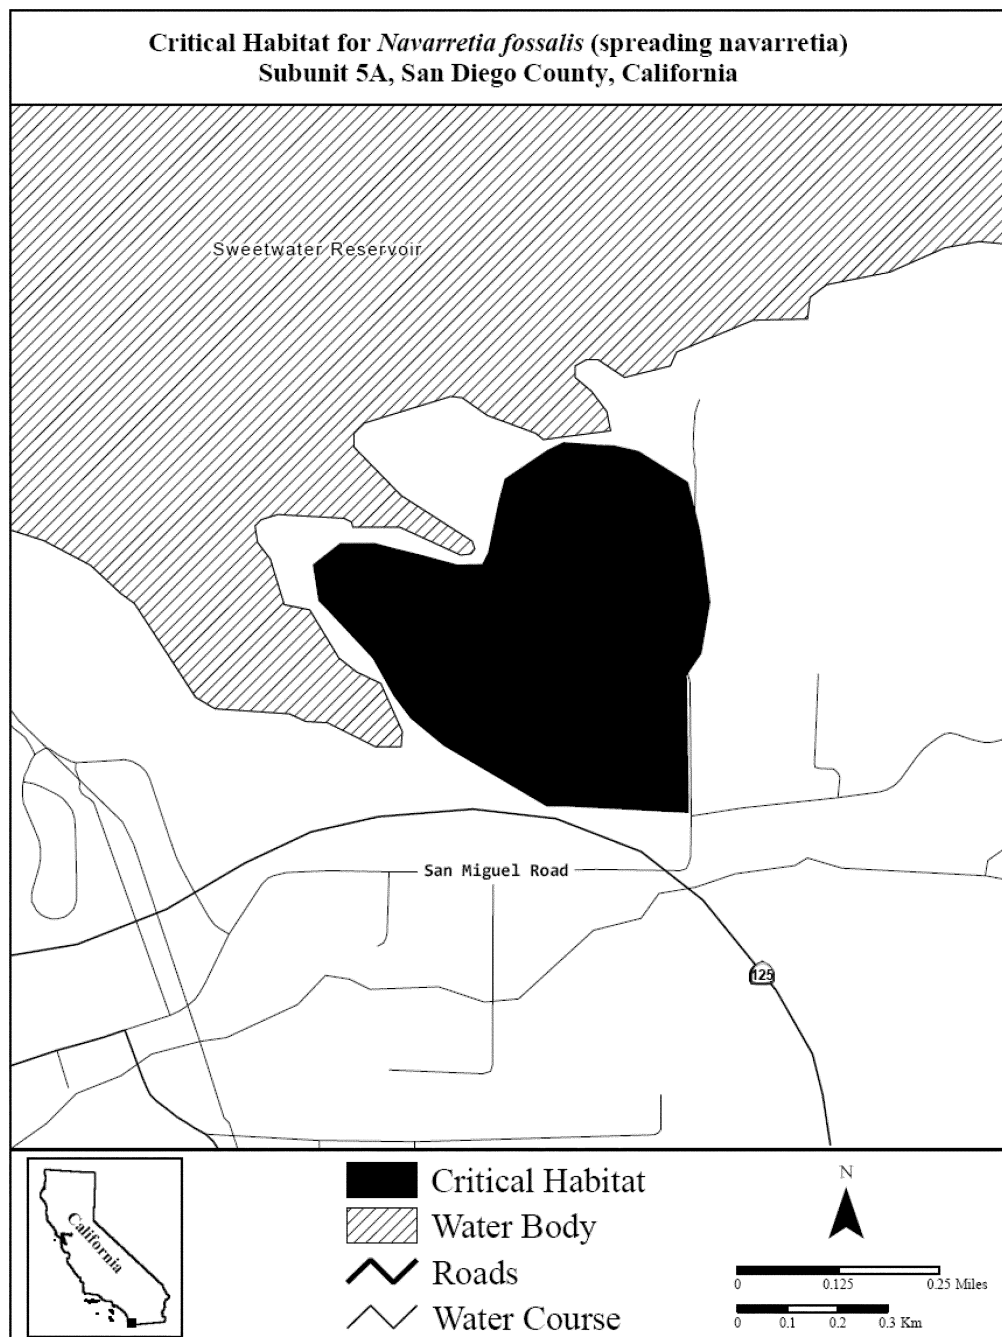 Critical Habitat for Navarretia fossalis (spreading navarretia)
Subunit 5A, San Diego County, California
Sweetwater Reservoir
San Miguel Road
125
California
Critical Habitat
Water Body
Roads
Water Course
N
0 0.125 0.25 Miles
0 0.1 0.2 0.3 Km